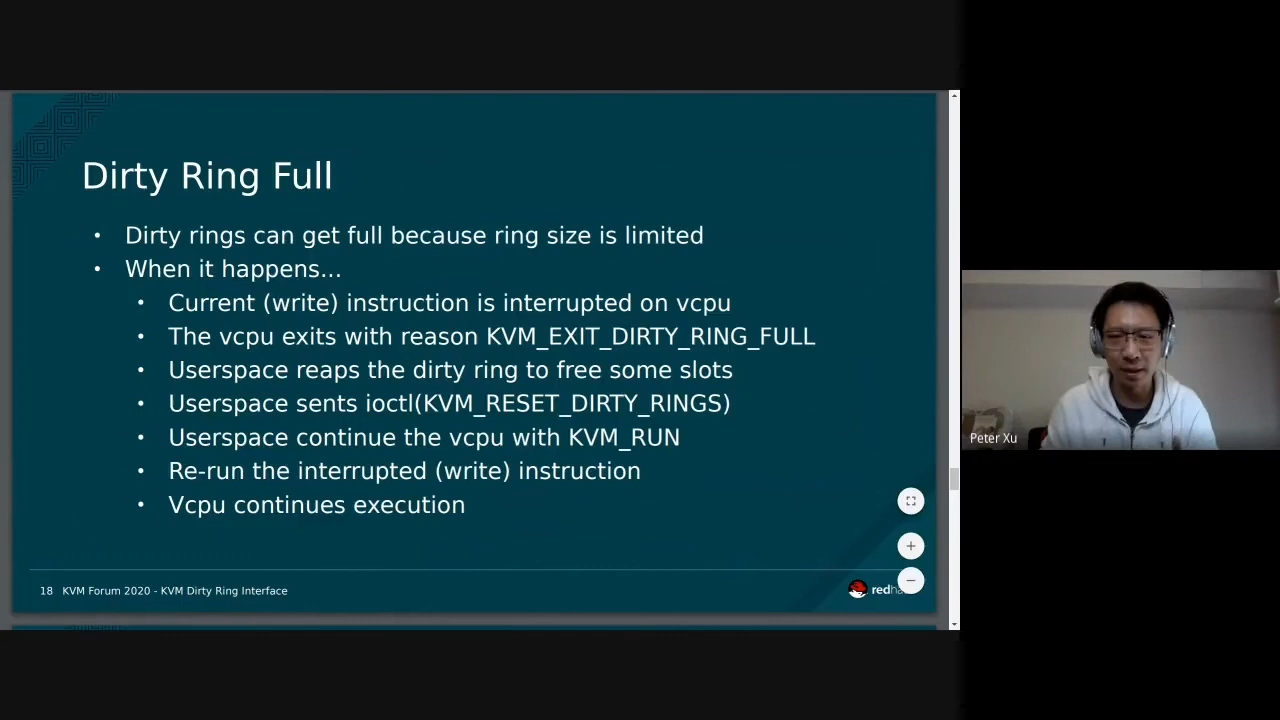 Dirty Ring Full
• Dirty rings can get full because ring size is limited
• When it happens...
• Current (write) instruction is interrupted on vcpu
• The vcpu exits with reason KVM_EXIT_DIRTY_RING_FULL
• Userspace reaps the dirty ring to free some slots
• Userspace sents ioctl(KVM_RESET_DIRTY_RINGS)
• Userspace continue the vcpu with KVM_RUN
• Re-run the interrupted (write) instruction
• Vcpu continues execution
18 KVM Forum 2020 - KVM Dirty Ring Interface
Peter Xu